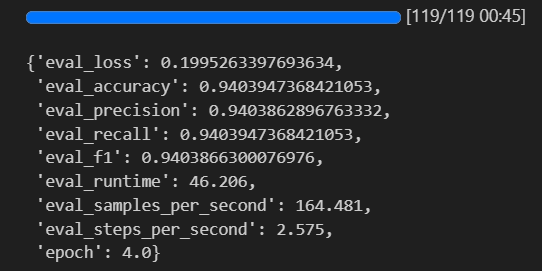 [119/119 00:45]
{'eval_loss': 0.1995263397693634,
'eval_accuracy': 0.9403947368421053,
'eval_precision': 0.9403862896763332,
'eval_recall': 0.9403947368421053,
'eval_f1': 0.9403866300076976,
'eval_runtime': 46.206,
'eval_samples_per_second': 164.481,
'eval_steps_per_second': 2.575,
'epoch': 4.0}